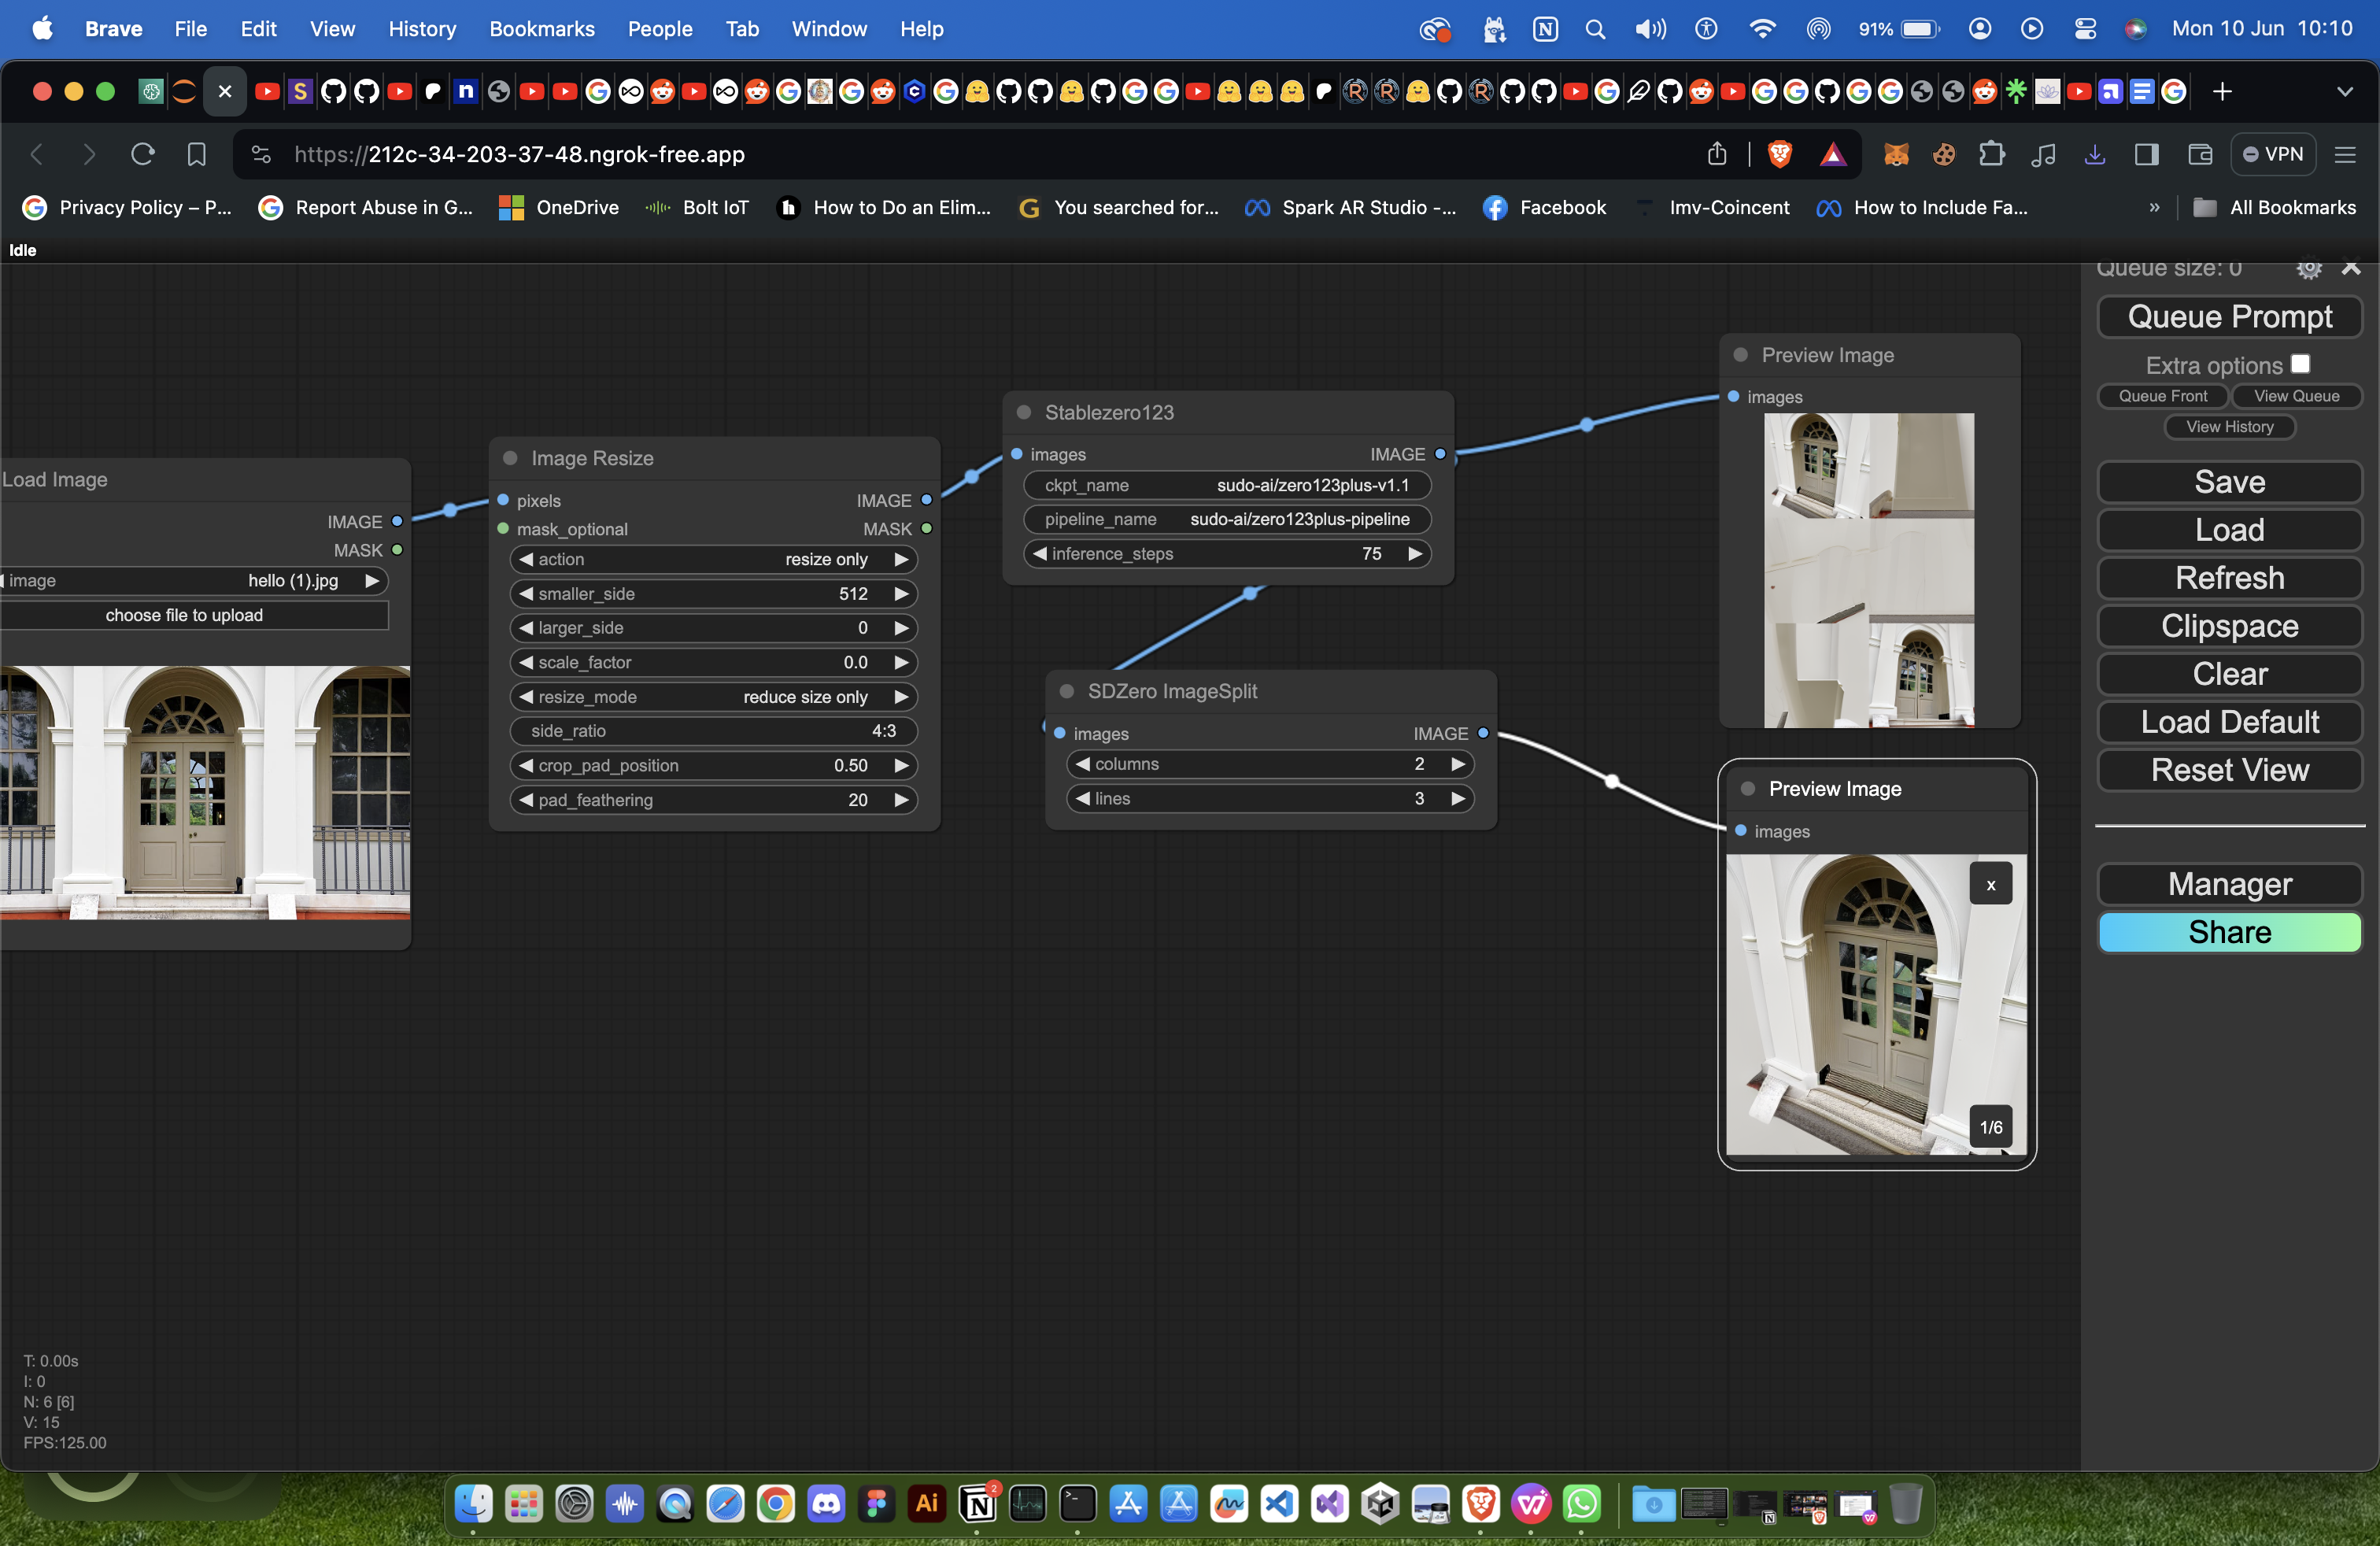 Brave File Edit View History Bookmarks People Tab Window Help 91% Mon 10 Jun 10:10
https://212c-34-203-37-48.ngrok-free.app VPN
Privacy Policy – P... Report Abuse in G... OneDrive Bolt IoT How to Do an Elim... You searched for... Spark AR Studio -... Facebook Imv-Coincent How to Include Fa... » All Bookmarks
Idle
Load Image
IMAGE
MASK
image hello (1).jpg
choose file to upload
Image Resize
pixels IMAGE
mask_optional MASK
action resize only
smaller_side 512
larger_side 0
scale_factor 0.0
resize_mode reduce size only
side_ratio 4:3
crop_pad_position 0.50
pad_feathering 20
Stablezero123
images IMAGE
ckpt_name sudo-ai/zero123plus-v1.1
pipeline_name sudo-ai/zero123plus-pipeline
inference_steps 75
SDZero ImageSplit
images IMAGE
columns 2
lines 3
Preview Image
images
Preview Image
images
x
1/6
Queue size: 0
Queue Prompt
Extra options
Queue Front View Queue
View History
Save
Load
Refresh
Clipspace
Clear
Load Default
Reset View
Manager
Share
T: 0.00s
I: 0
N: 6 [6]
V: 15
FPS:125.00
Ai
2